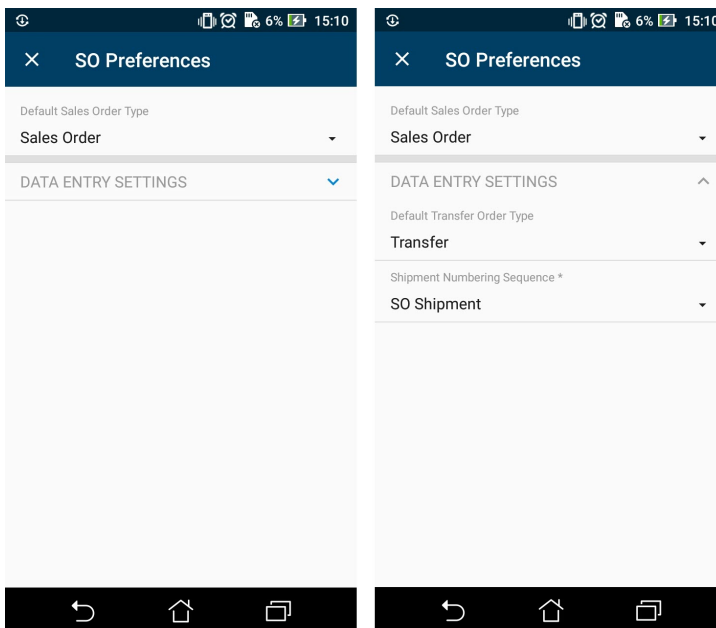 6% 15:10
SO Preferences
Default Sales Order Type
Sales Order
DATA ENTRY SETTINGS
6% 15:10
SO Preferences
Default Sales Order Type
Sales Order
DATA ENTRY SETTINGS
Default Transfer Order Type
Transfer
Shipment Numbering Sequence *
SO Shipment